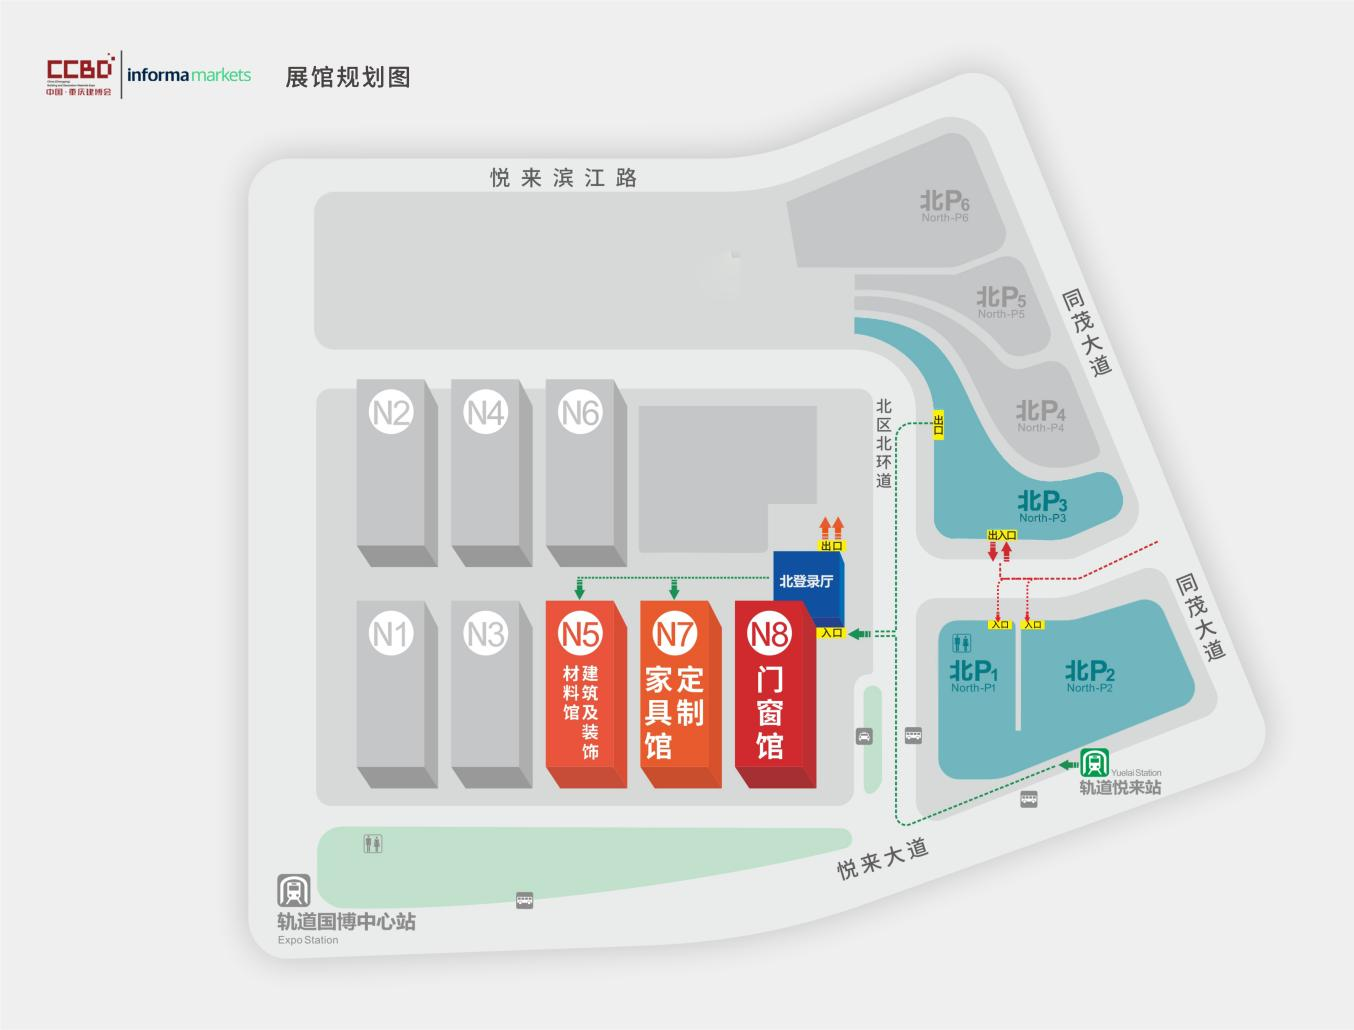 CCBD
中国·重庆建博会
informa markets
展馆规划图
悦来滨江路
北P6
North-P6
北P5
North-P5
同茂大道
北P4
North-P4
北区北环道
出口
北P3
North-P3
出入口
N2
N4
N6
出口
北登录厅
入口
N1
N3
N5
建筑及装饰
材料馆
N7
定制
家具馆
N8
门窗馆
入口
入口
北P1
North-P1
北P2
North-P2
同茂大道
Yuelai Station
轨道悦来站
悦来大道
轨道国博中心站
Expo Station